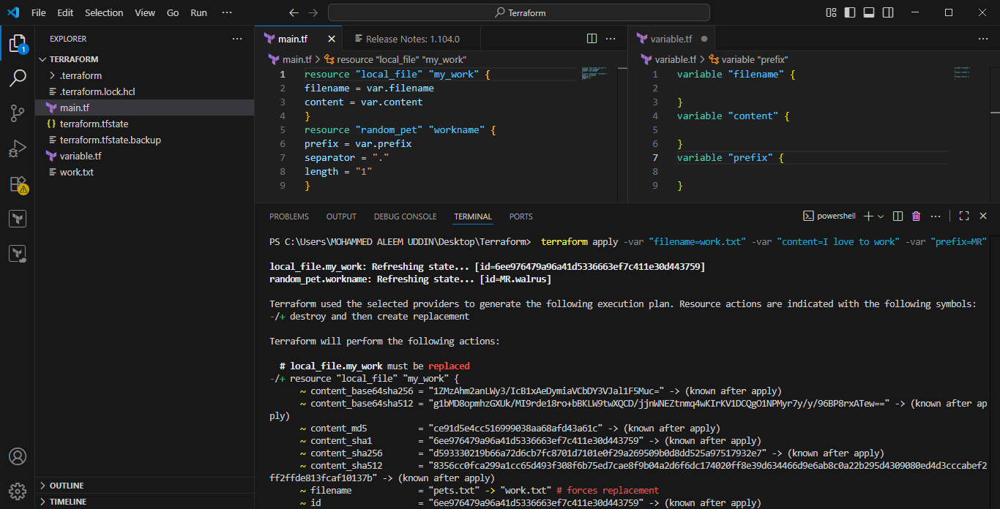 File Edit Selection View Go Run ··· Terraform
EXPLORER ···
TERRAFORM
.terraform
.terraform.lock.hcl
main.tf
terraform.tfstate
terraform.tfstate.backup
variable.tf
work.txt
OUTLINE
TIMELINE
1
main.tf
Release Notes: 1.104.0
main.tf > resource "local_file" "my_work"
1 resource "local_file" "my_work" {
2 filename = var.filename
3 content = var.content
4 }
5 resource "random_pet" "workname" {
6 prefix = var.prefix
7 separator = "."
8 length = "1"
9 }
variable.tf
variable.tf > variable "prefix"
1 variable "filename" {
2
3 }
4 variable "content" {
5
6 }
7 variable "prefix" {
8
9 }
PROBLEMS OUTPUT DEBUG CONSOLE TERMINAL PORTS
powershell
PS C:\Users\MOHAMMED ALEEM UDDIN\Desktop\Terraform> terraform apply -var "filename=work.txt" -var "content=I love to work" -var "prefix=MR"
local_file.my_work: Refreshing state... [id=6ee976479a96a41d5336663ef7c411e30d443759]
random_pet.workname: Refreshing state... [id=MR.walrus]
Terraform used the selected providers to generate the following execution plan. Resource actions are indicated with the following symbols:
-/+ destroy and then create replacement
Terraform will perform the following actions:
# local_file.my_work must be replaced
-/+ resource "local_file" "my_work" {
~ content_base64sha256 = "1ZMzAhm2anLWy3/IcB1xAeDymiaVCbDY3VJal1F5Muc=" -> (known after apply)
~ content_base64sha512 = "g1bMD8opmhzGXUk/MI9rde18ro+bBKLW9twXQCD/jjnWNEZtnmq4wKIrKV1DCQgO1NPMyr7y/y/96BP8rxATew==" -> (known after ap
ply)
~ content_md5 = "ce91d5e4cc516999038aa68afd43a61c" -> (known after apply)
~ content_sha1 = "6ee976479a96a41d5336663ef7c411e30d443759" -> (known after apply)
~ content_sha256 = "d593330219b66a72d6cb7fc8701d7101e0f29a269509b0d8dd525a97517932e7" -> (known after apply)
~ content_sha512 = "8356cc0fca299a1cc65d493f308f6b75ed7cae8f9b04a2d6f6dc174020ff8e39d634466d9e6ab8c0a22b295d4309080ed4d3cccabef2
ff2ffde813fcaf10137b" -> (known after apply)
~ filename = "pets.txt" -> "work.txt" # forces replacement
~ id = "6ee976479a96a41d5336663ef7c411e30d443759" -> (known after apply)